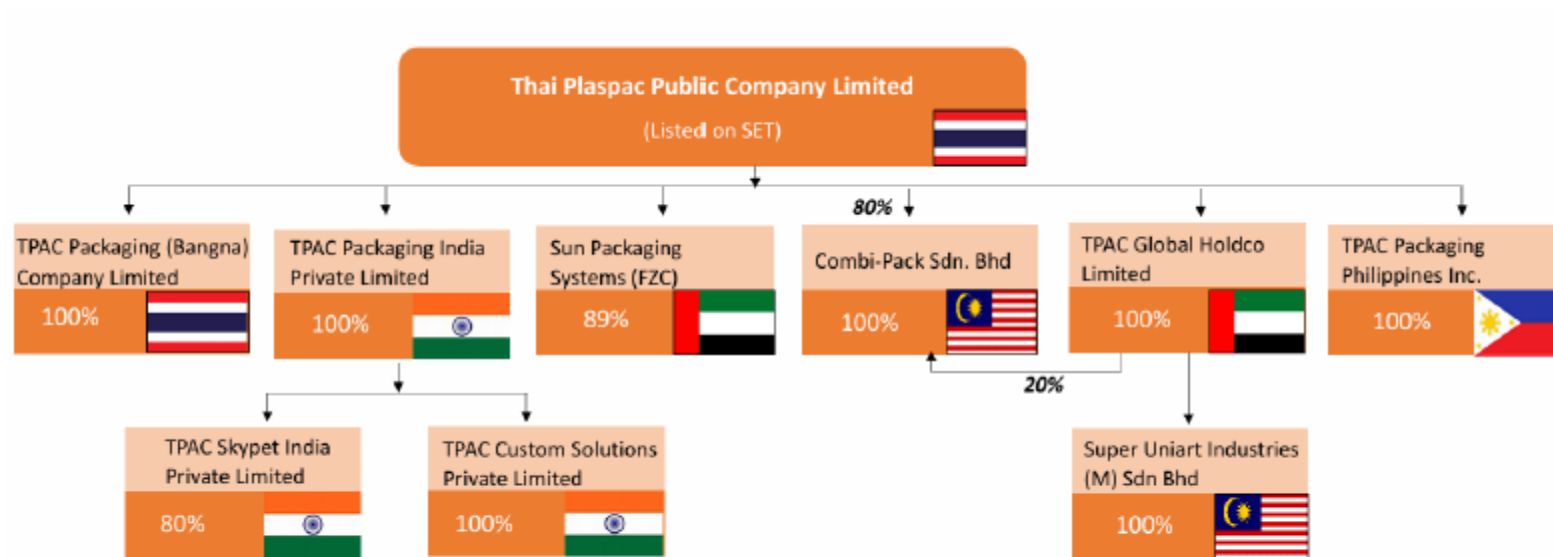 Thai Plaspac Public Company Limited
(Listed on SET)
80%
TPAC Packaging (Bangna)
Company Limited
100%
TPAC Packaging India
Private Limited
100%
Sun Packaging
Systems (FZC)
89%
Combi-Pack Sdn. Bhd
100%
TPAC Global Holdco
Limited
100%
TPAC Packaging
Philippines Inc.
100%
20%
TPAC Skypet India
Private Limited
80%
TPAC Custom Solutions
Private Limited
100%
Super Uniart Industries
(M) Sdn Bhd
100%